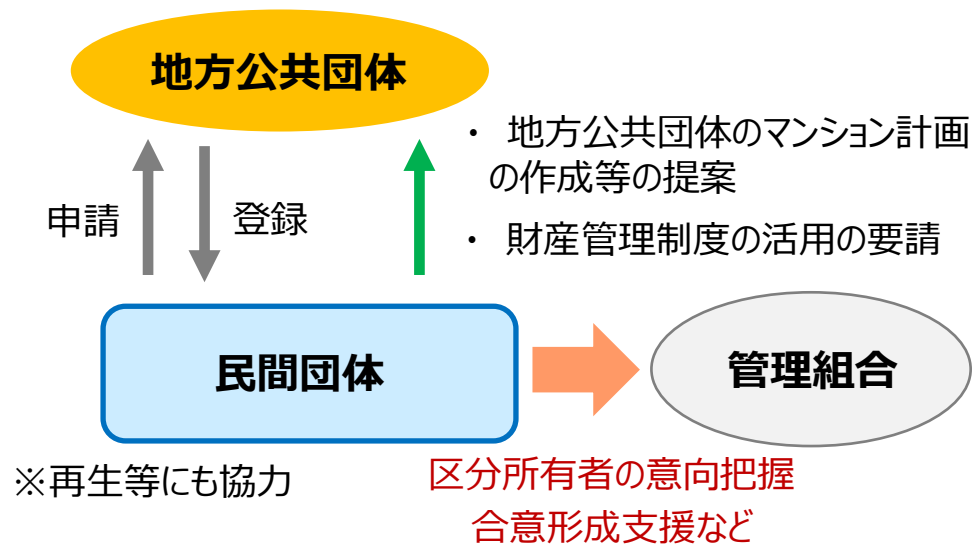 地方公共団体
・ 地方公共団体のマンション計画
の作成等の提案
申請
登録
・ 財産管理制度の活用の要請
民間団体
管理組合
※再生等にも協力
区分所有者の意向把握
合意形成支援など